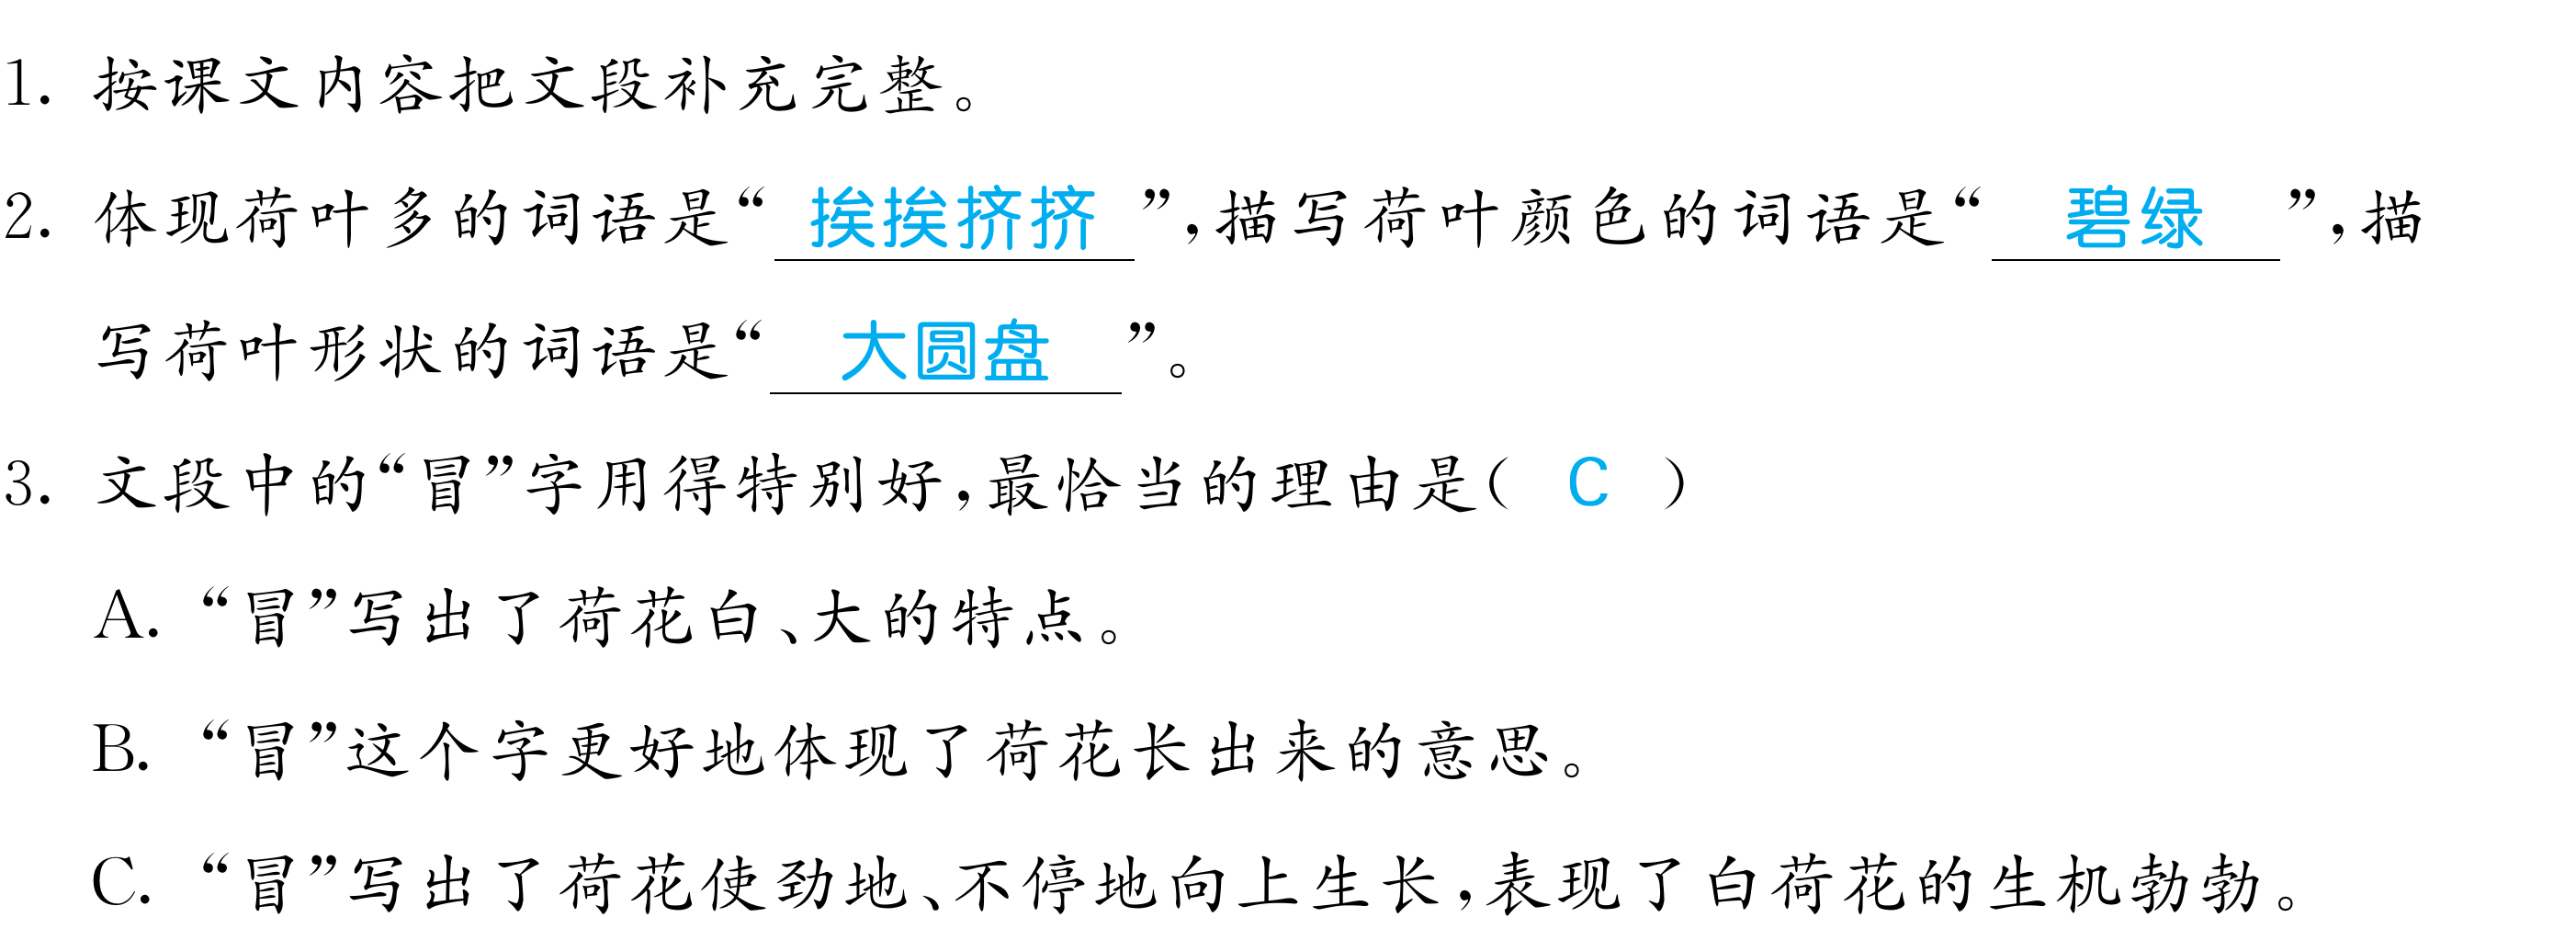 1. 按课文内容把文段补充完整。
2. 体现荷叶多的词语是“ 挨挨挤挤 ”,描写荷叶颜色的词语是“ 碧绿 ”,描
写荷叶形状的词语是“ 大圆盘 ”。
3. 文段中的“冒”字用得特别好,最恰当的理由是( C )
A. “冒”写出了荷花白、大的特点。
B. “冒”这个字更好地体现了荷花长出来的意思。
C. “冒”写出了荷花使劲地、不停地向上生长,表现了白荷花的生机勃勃。